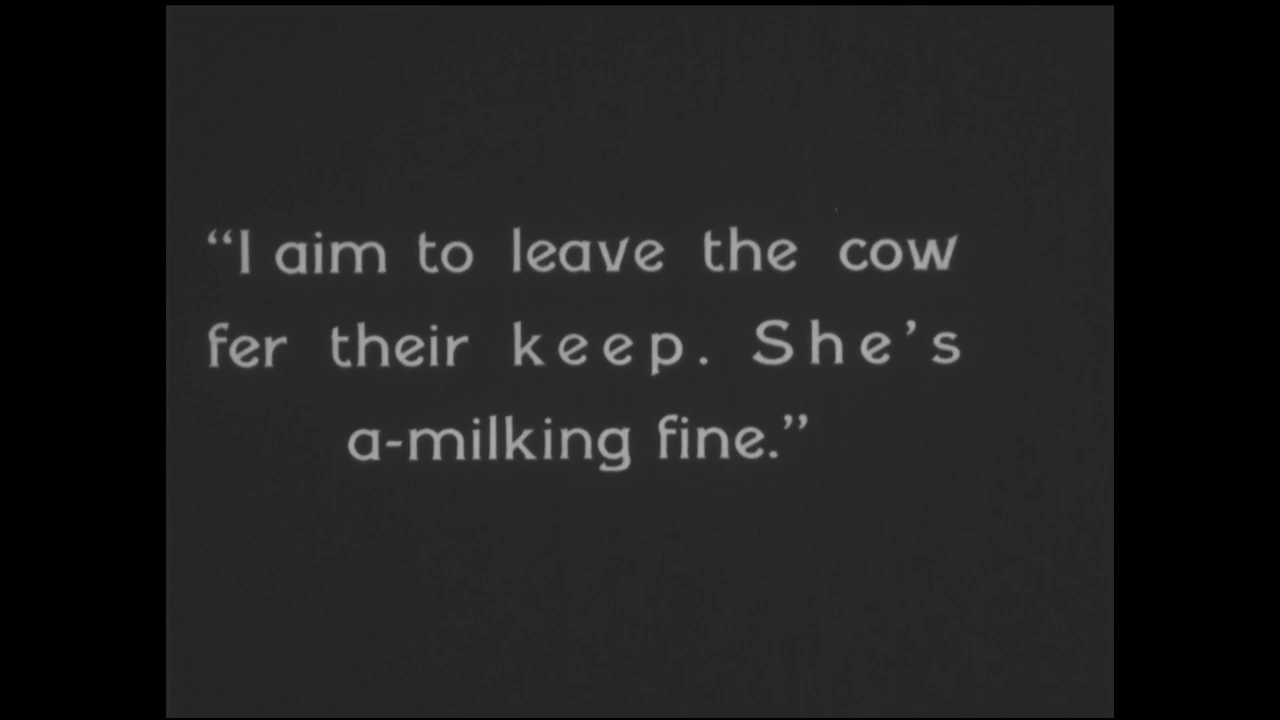 “I aim to leave the cow
fer their keep. She’s
a-milking fine.”